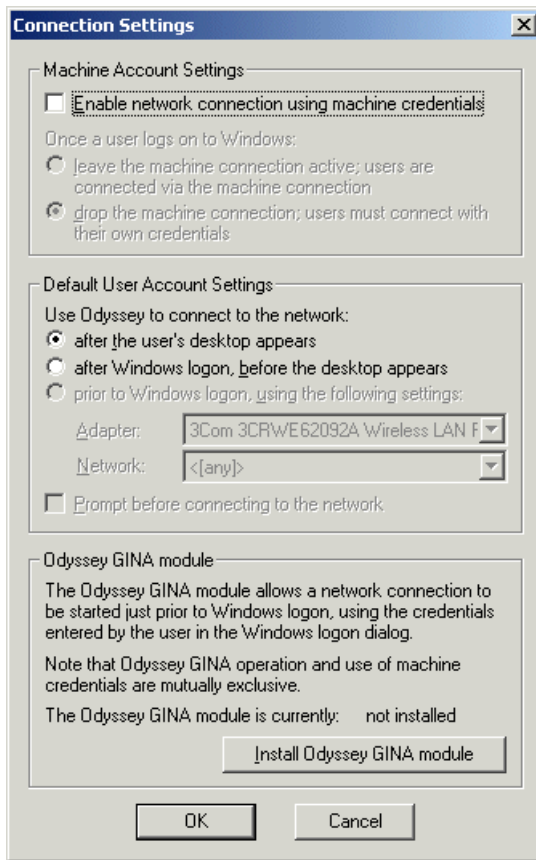 Connection Settings
Machine Account Settings
Enable network connection using machine credentials
Once a user logs on to Windows:
leave the machine connection active; users are
connected via the machine connection
drop the machine connection; users must connect with
their own credentials
Default User Account Settings
Use Odyssey to connect to the network:
after the user's desktop appears
after Windows logon, before the desktop appears
prior to Windows logon, using the following settings:
Adapter: 3Com 3CRWE62092A Wireless LAN F
Network: <[any]>
Prompt before connecting to the network
Odyssey GINA module
The Odyssey GINA module allows a network connection to
be started just prior to Windows logon, using the credentials
entered by the user in the Windows logon dialog.
Note that Odyssey GINA operation and use of machine
credentials are mutually exclusive.
The Odyssey GINA module is currently: not installed
Install Odyssey GINA module
OK Cancel